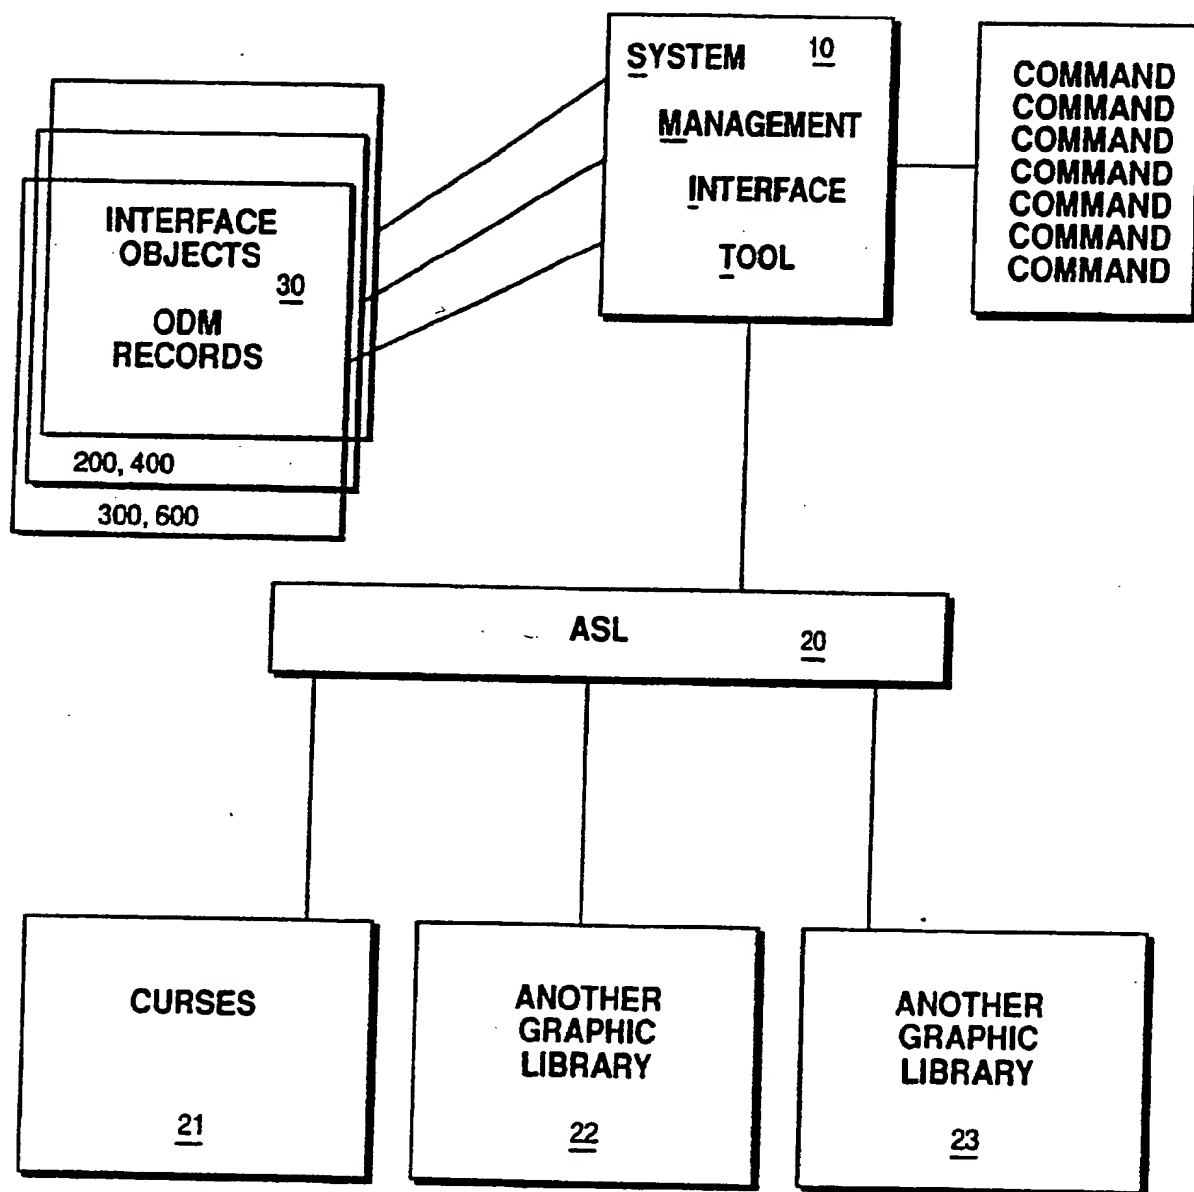 SYSTEM 10
MANAGEMENT
INTERFACE
TOOL
COMMAND
COMMAND
COMMAND
COMMAND
COMMAND
COMMAND
COMMAND
INTERFACE
OBJECTS
30
ODM
RECORDS
200, 400
300, 600
ASL 20
CURSES
21
ANOTHER
GRAPHIC
LIBRARY
22
ANOTHER
GRAPHIC
LIBRARY
23